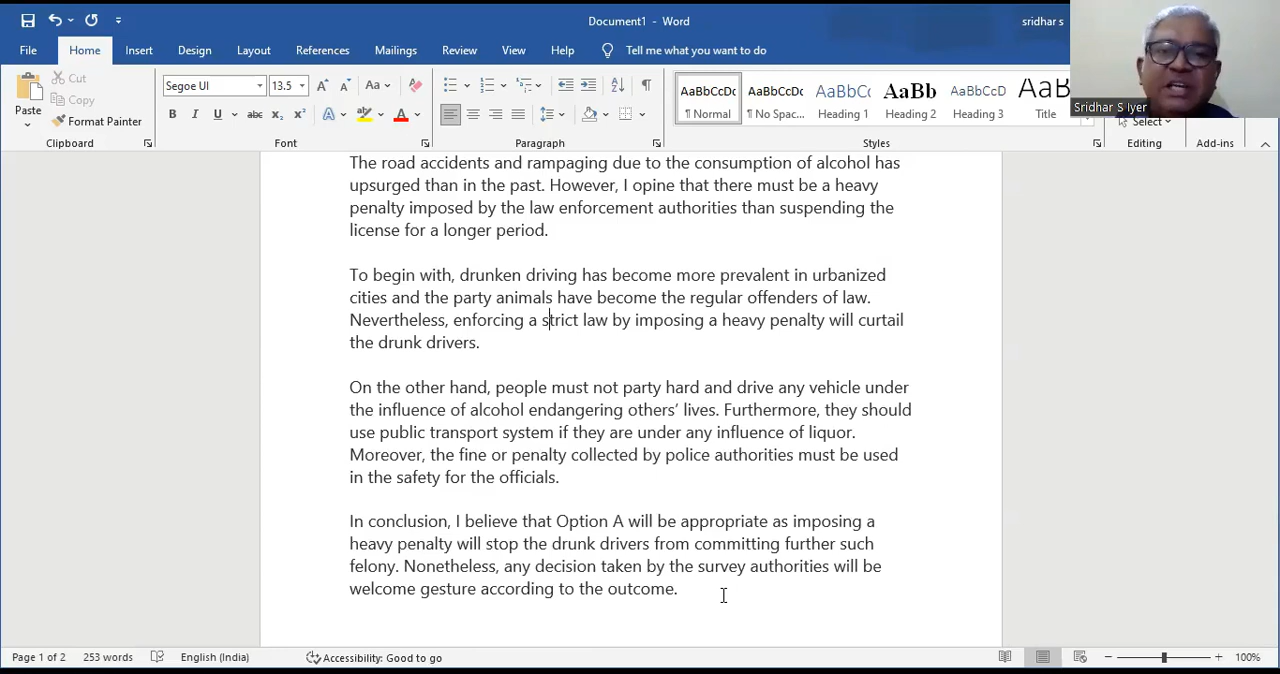 Document1 - Word
sridhar s
File Home Insert Design Layout References Mailings Review View Help Tell me what you want to do
Paste
Cut
Copy
Format Painter
Clipboard
Segoe UI 13.5 Aa
B I U abc x₂ x² A A
Font
Paragraph
AaBbCcDc AaBbCcDc AaBbCc AaBb AaBbCcD AaB
¶ Normal ¶ No Spac... Heading 1 Heading 2 Heading 3 Title
Styles
Sridhar S Iyer
Select
Editing
Add-ins
The road accidents and rampaging due to the consumption of alcohol has
upsurged than in the past. However, I opine that there must be a heavy
penalty imposed by the law enforcement authorities than suspending the
license for a longer period.
To begin with, drunken driving has become more prevalent in urbanized
cities and the party animals have become the regular offenders of law.
Nevertheless, enforcing a strict law by imposing a heavy penalty will curtail
the drunk drivers.
On the other hand, people must not party hard and drive any vehicle under
the influence of alcohol endangering others’ lives. Furthermore, they should
use public transport system if they are under any influence of liquor.
Moreover, the fine or penalty collected by police authorities must be used
in the safety for the officials.
In conclusion, I believe that Option A will be appropriate as imposing a
heavy penalty will stop the drunk drivers from committing further such
felony. Nonetheless, any decision taken by the survey authorities will be
welcome gesture according to the outcome.
Page 1 of 2 253 words English (India) Accessibility: Good to go 100%